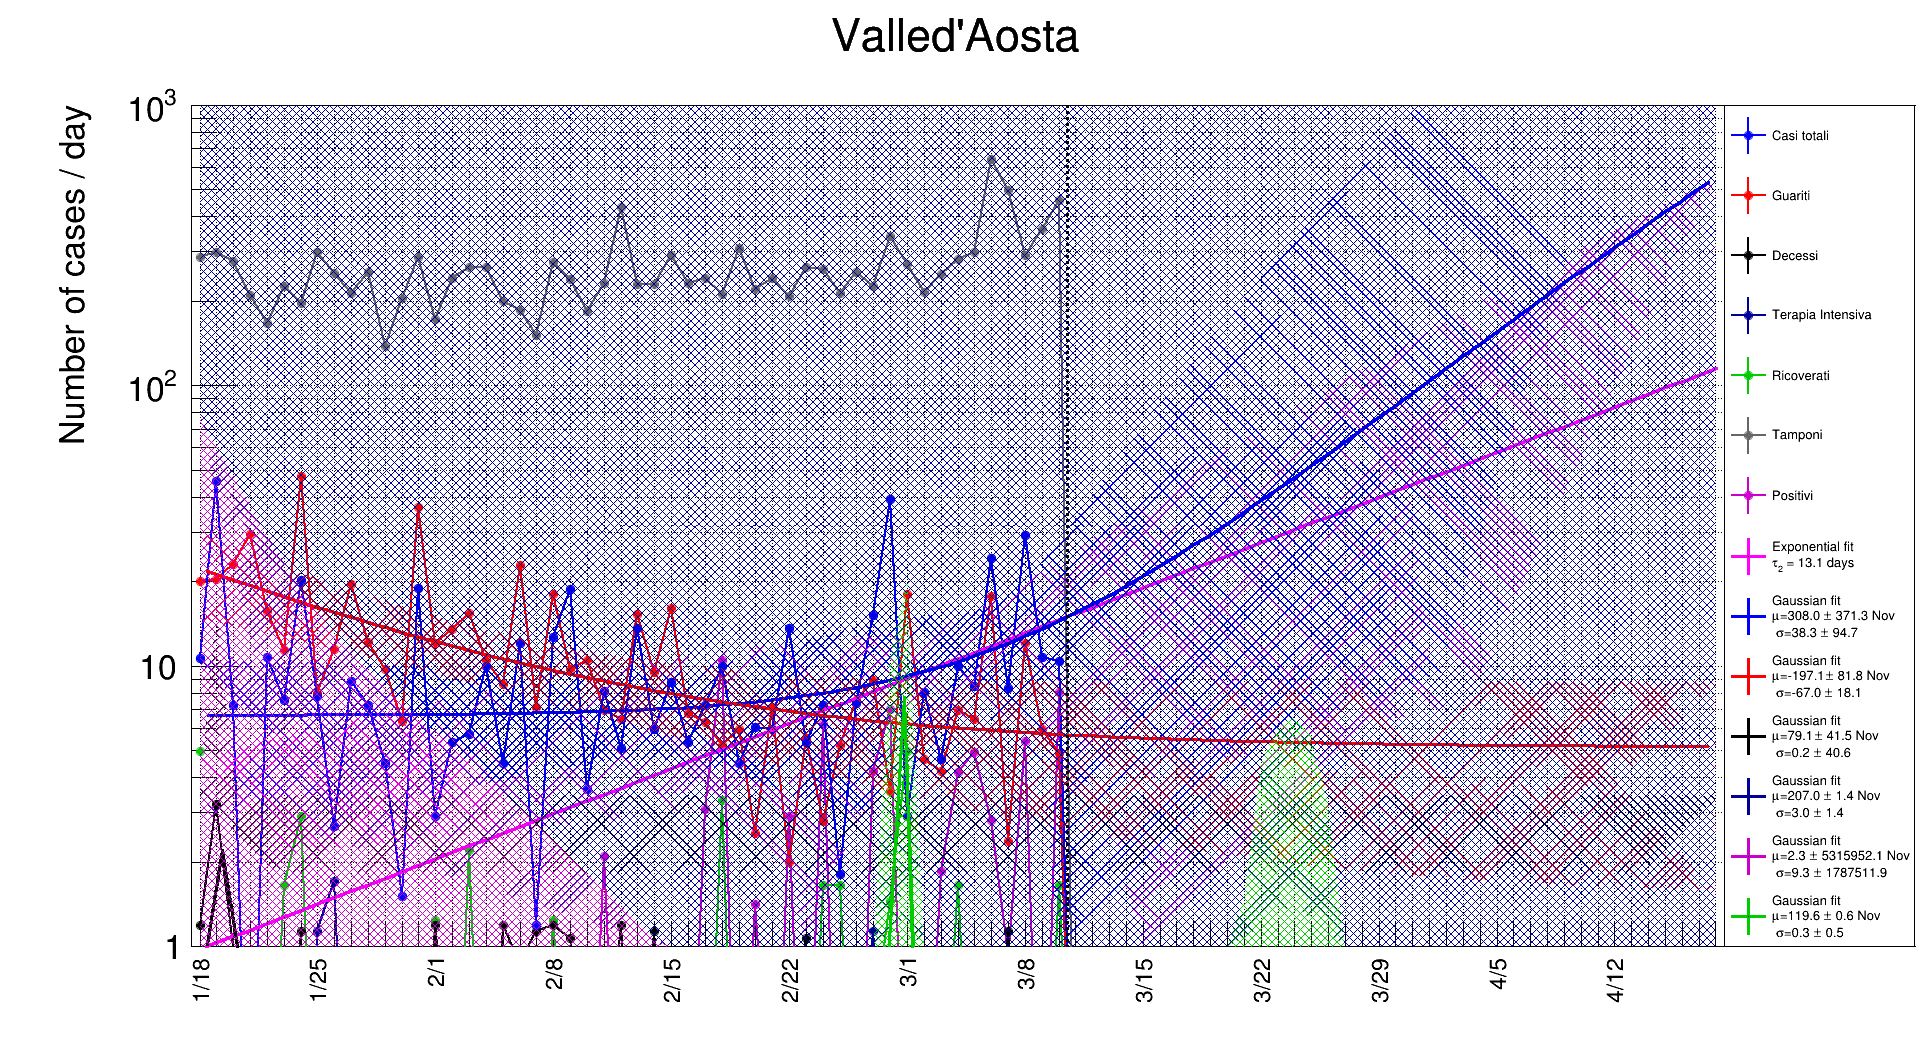 Valled'Aosta
Number of cases / day
10³
10²
10
1
1/18
1/25
2/1
2/8
2/15
2/22
3/1
3/8
3/15
3/22
3/29
4/5
4/12
Casi totali
Guariti
Decessi
Terapia Intensiva
Ricoverati
Tamponi
Positivi
Exponential fit
τ₂ = 13.1 days
Gaussian fit
μ=308.0 ± 371.3 Nov
σ=38.3 ± 94.7
Gaussian fit
μ=-197.1 ± 81.8 Nov
σ=-67.0 ± 18.1
Gaussian fit
μ=79.1 ± 41.5 Nov
σ=0.2 ± 40.6
Gaussian fit
μ=207.0 ± 1.4 Nov
σ=3.0 ± 1.4
Gaussian fit
μ=2.3 ± 5315952.1 Nov
σ=9.3 ± 1787511.9
Gaussian fit
μ=119.6 ± 0.6 Nov
σ=0.3 ± 0.5